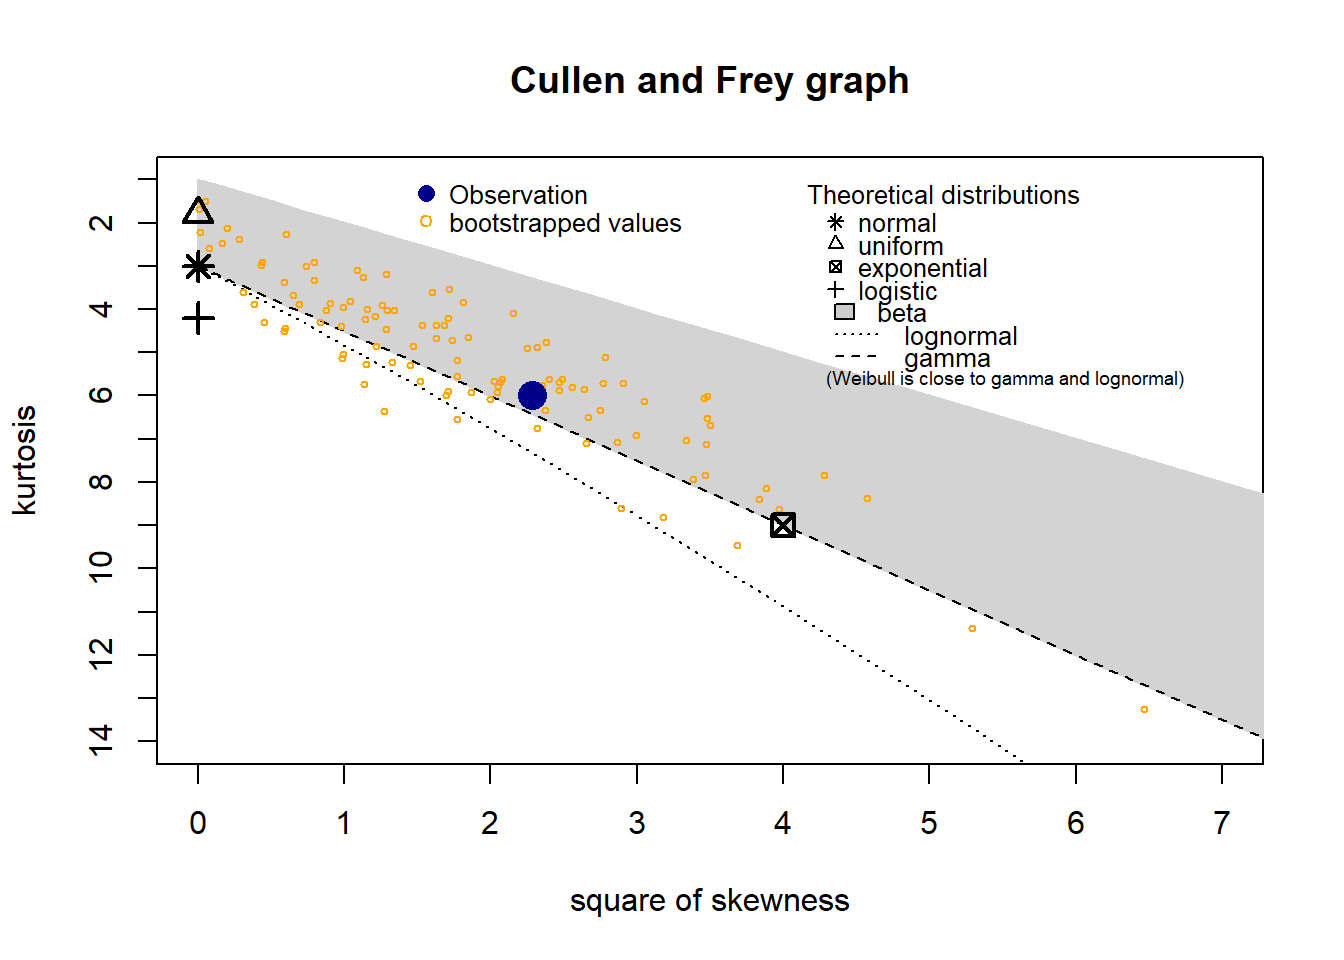 Cullen and Frey graph
Observation
bootstrapped values
Theoretical distributions
normal
uniform
exponential
logistic
beta
lognormal
gamma
(Weibull is close to gamma and lognormal)
kurtosis
2
4
6
8
10
12
14
0 1 2 3 4 5 6 7
square of skewness